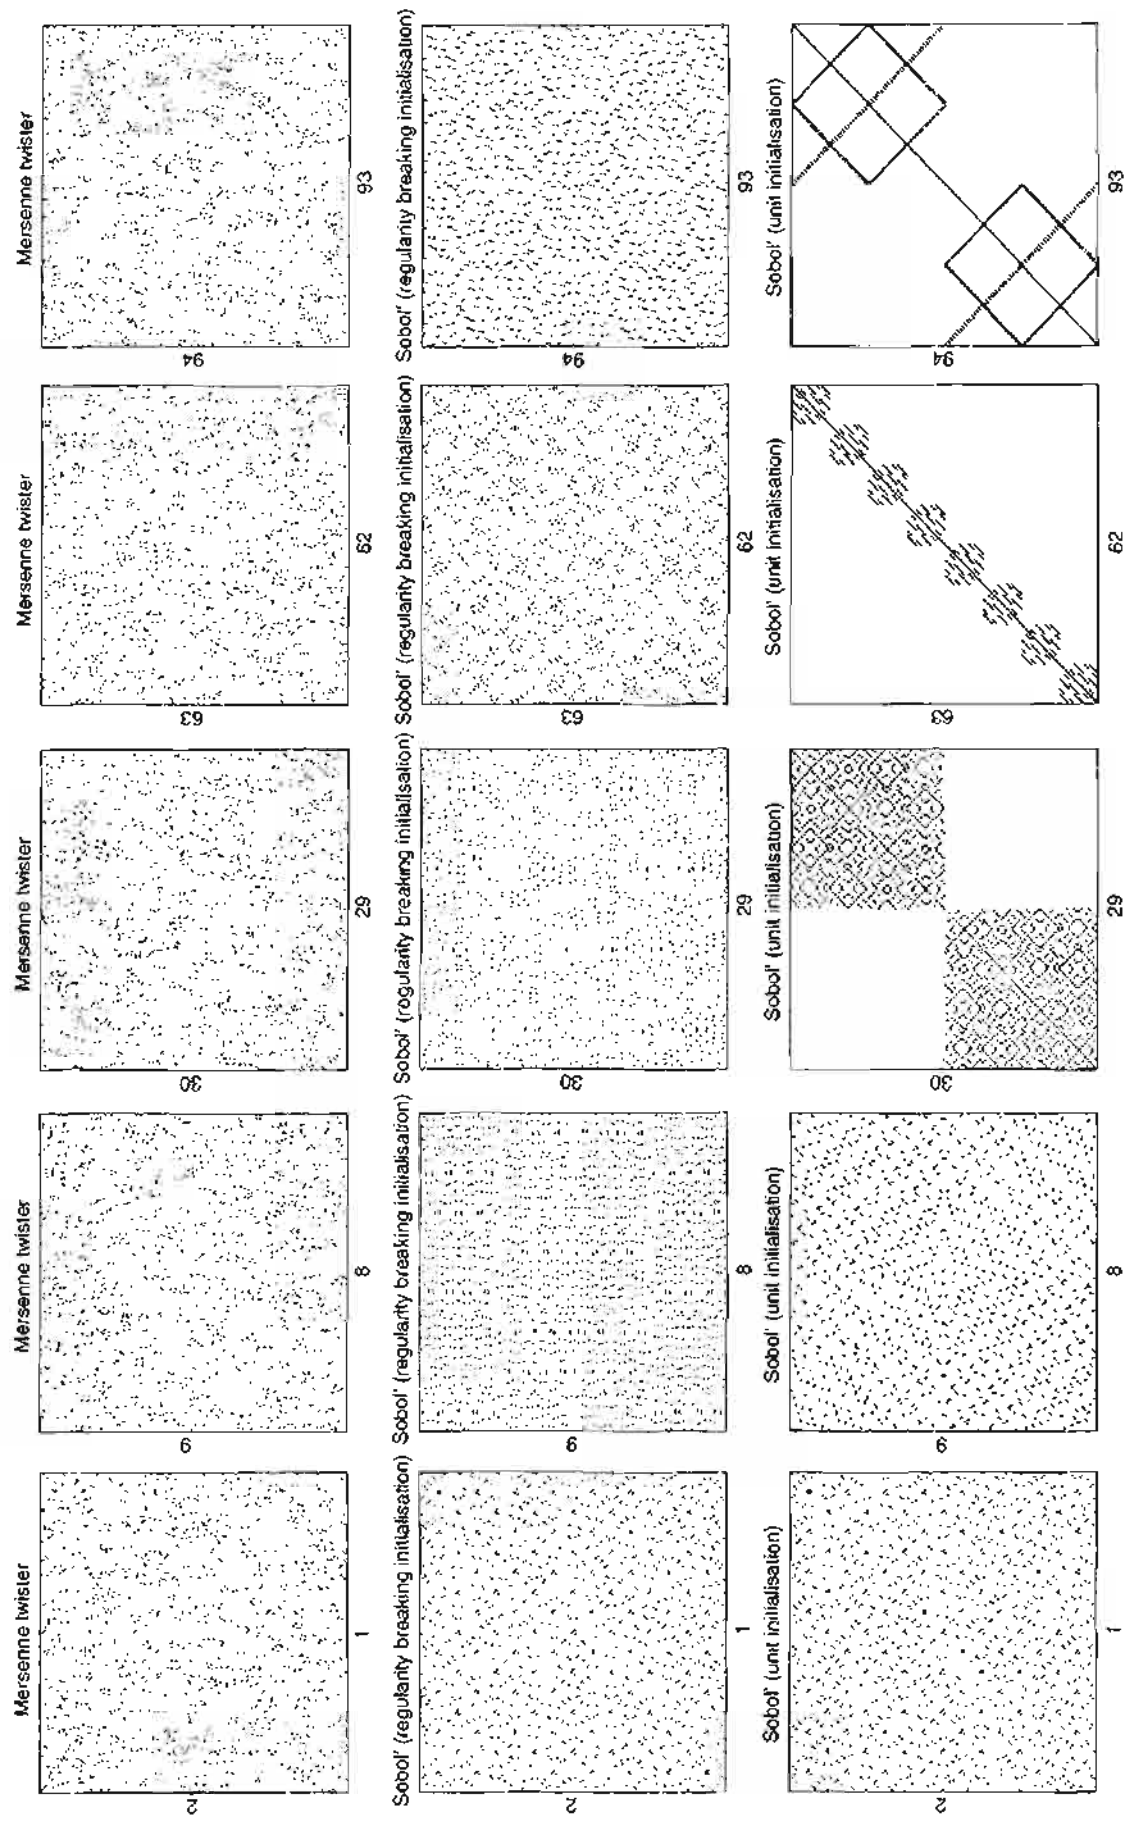 Mersenne twister
Mersenne twister
Mersenne twister
Mersenne twister
Mersenne twister
2
9
30
63
94
1
8
29
62
93
Sobol' (regularity breaking initialisation)
Sobol' (regularity breaking initialisation)
Sobol' (regularity breaking initialisation)
Sobol' (regularity breaking initialisation)
Sobol' (regularity breaking initialisation)
2
9
30
63
94
1
8
29
62
93
Sobol' (unit initialisation)
Sobol' (unit initialisation)
Sobol' (unit initialisation)
Sobol' (unit initialisation)
Sobol' (unit initialisation)
2
9
30
63
94
1
8
29
62
93